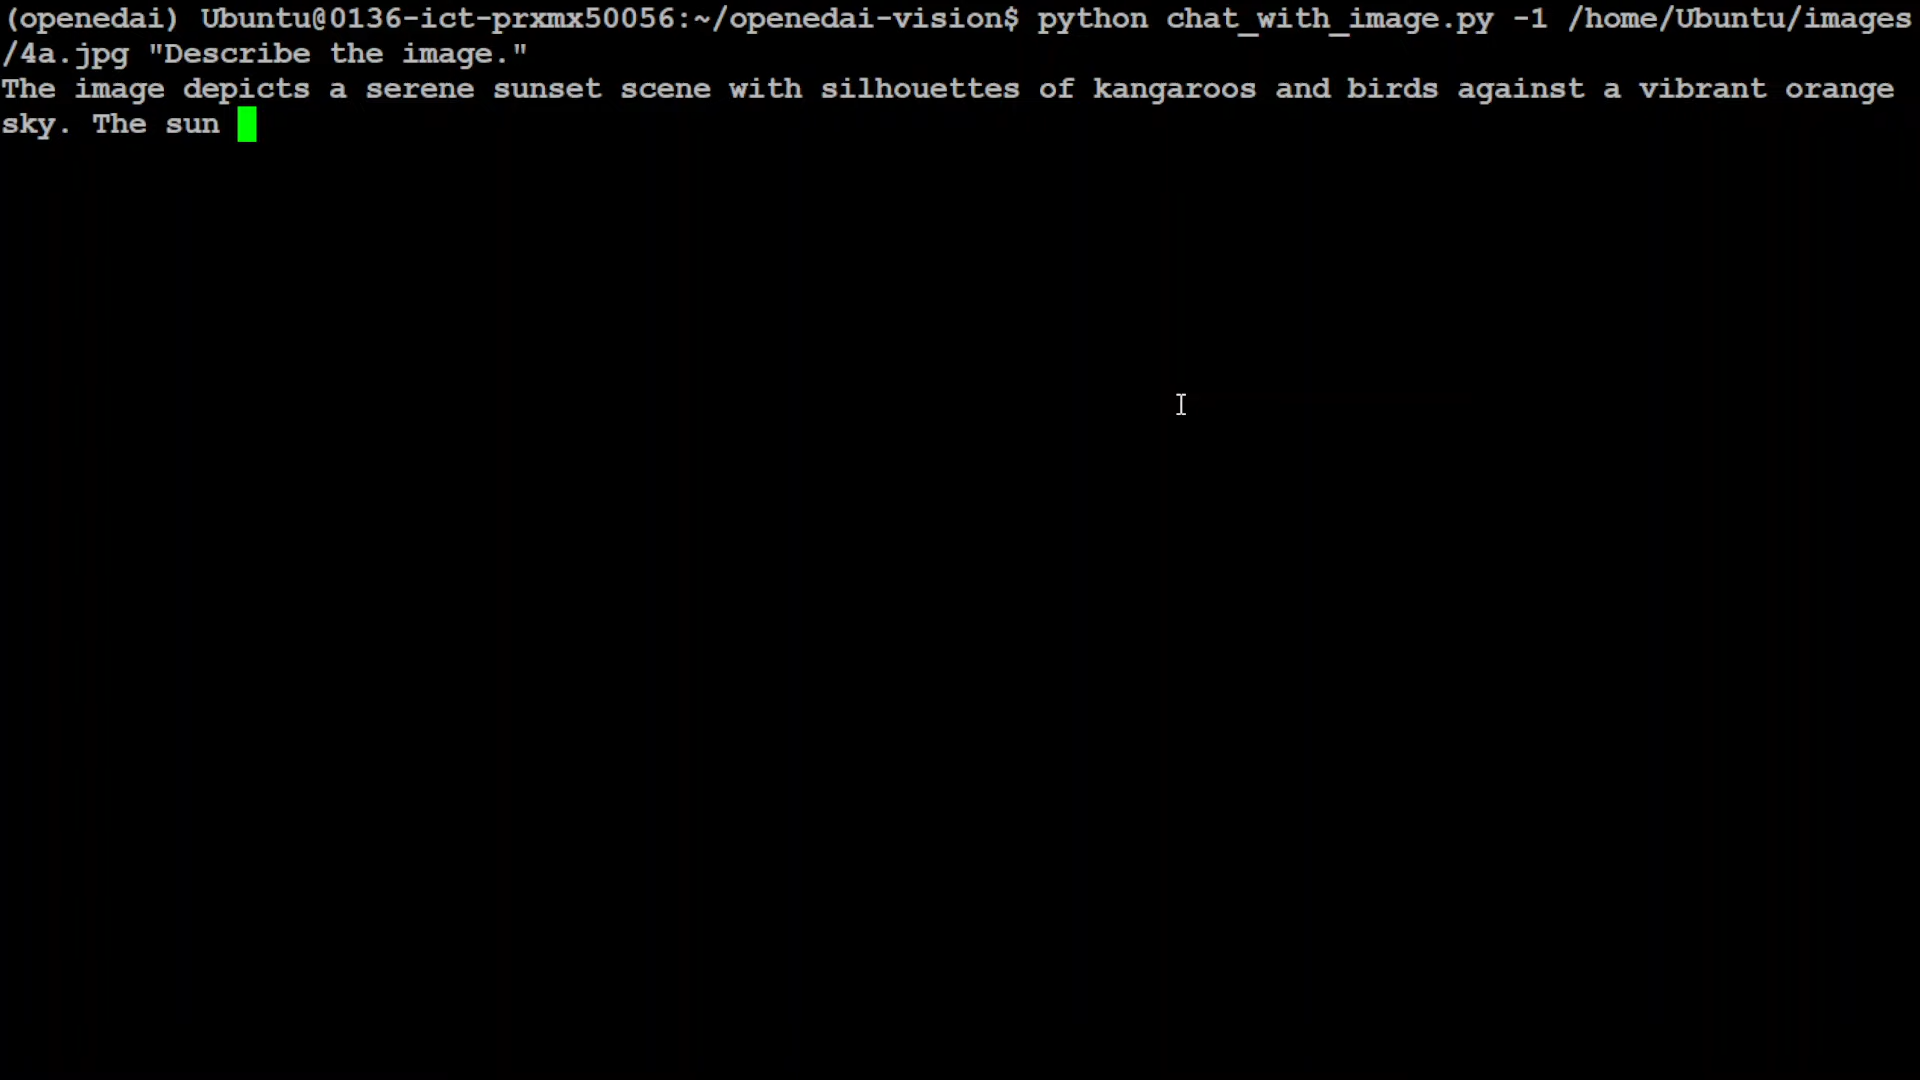 (openedai) Ubuntu@0136-ict-prxmx50056:~/openedai-vision$ python chat_with_image.py -1 /home/Ubuntu/images
/4a.jpg "Describe the image."
The image depicts a serene sunset scene with silhouettes of kangaroos and birds against a vibrant orange
sky. The sun